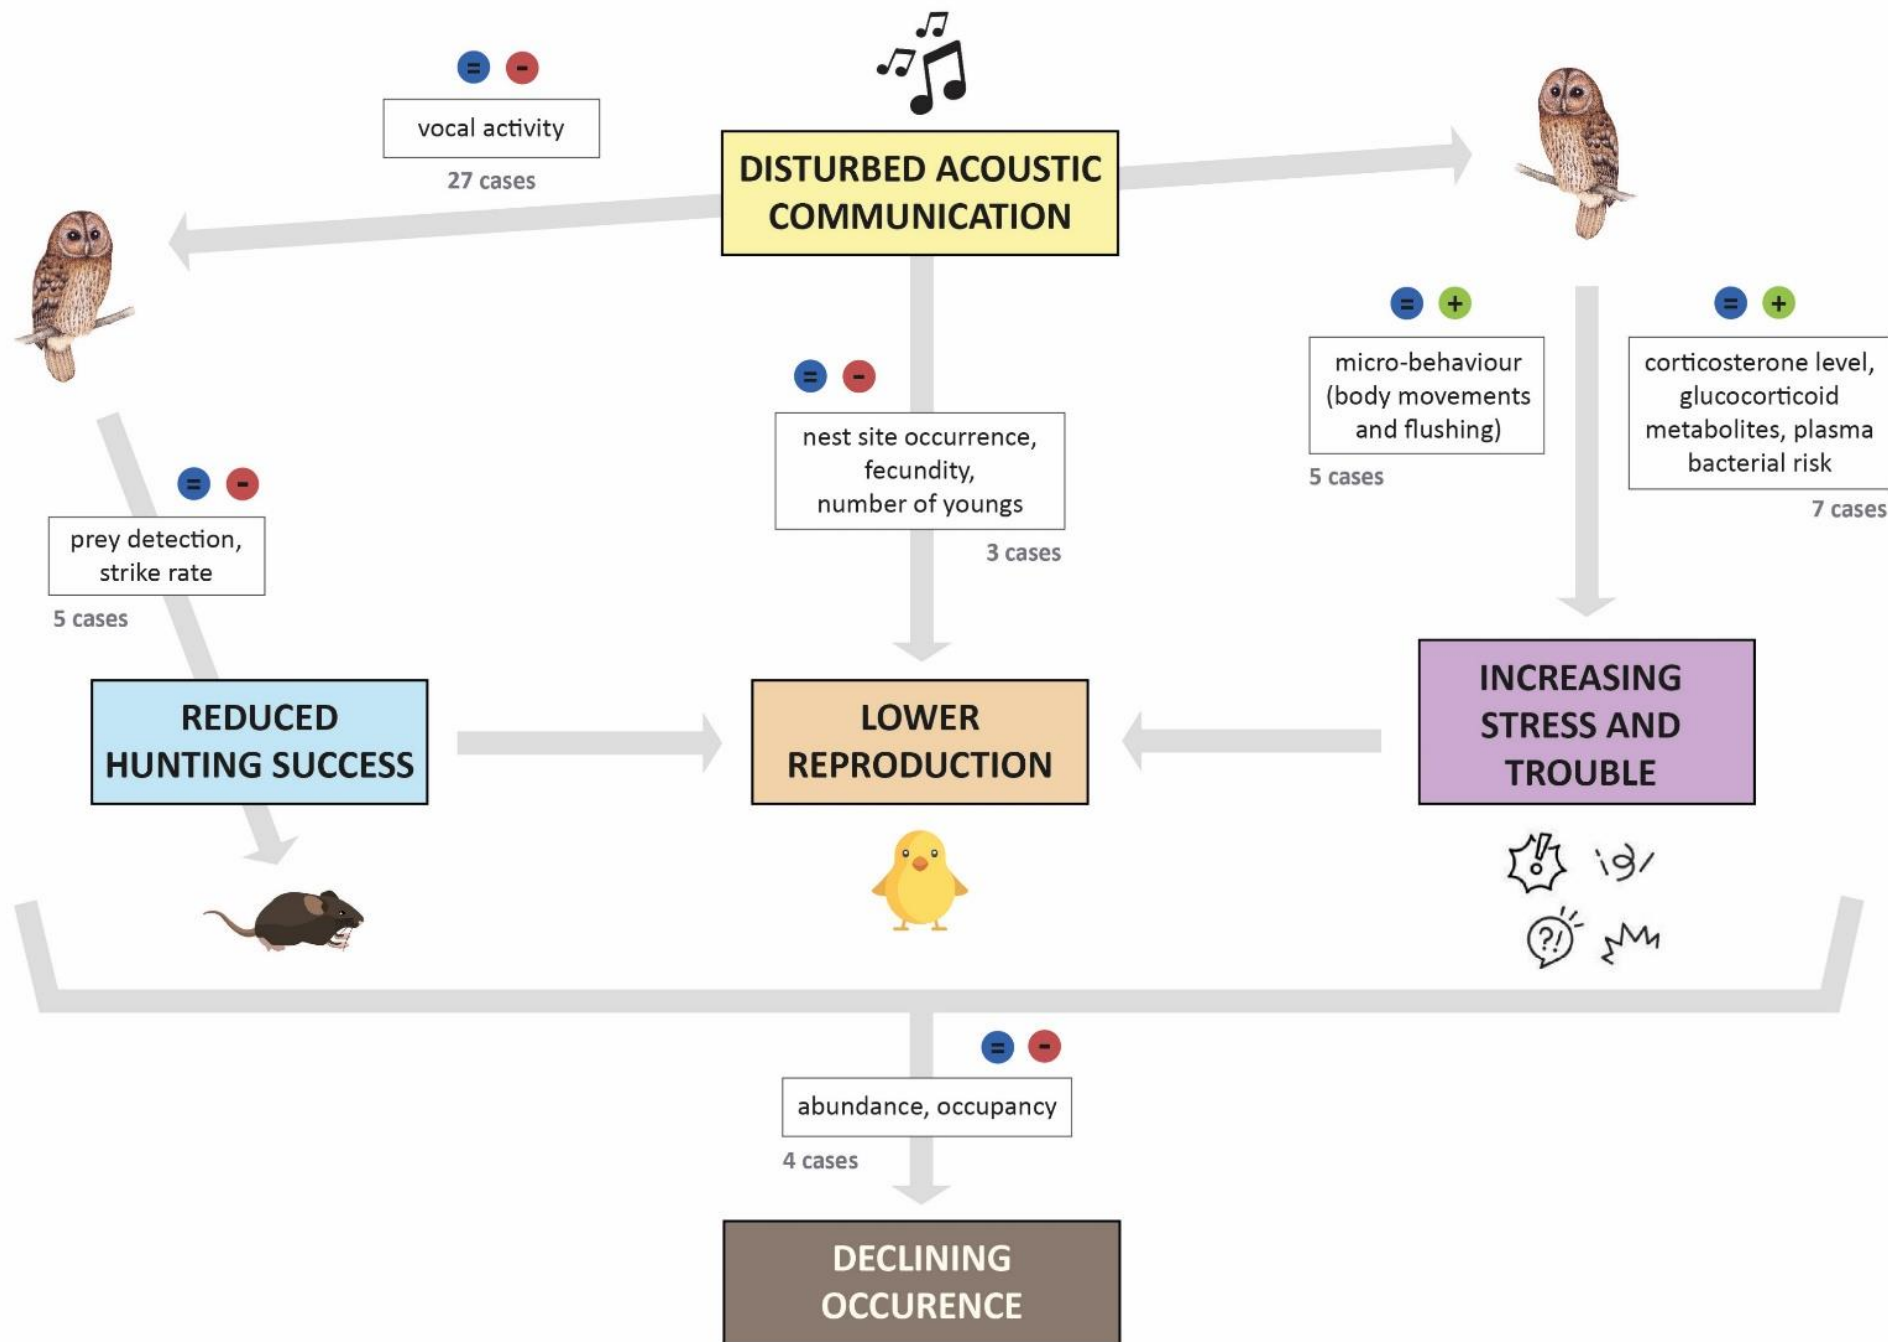 = -
vocal activity
27 cases
DISTURBED ACOUSTIC
COMMUNICATION
= -
prey detection,
strike rate
5 cases
= -
nest site occurrence,
fecundity,
number of youngs
3 cases
= +
micro-behaviour
(body movements
and flushing)
5 cases
= +
corticosterone level,
glucocorticoid
metabolites, plasma
bacterial risk
7 cases
REDUCED
HUNTING SUCCESS
LOWER
REPRODUCTION
INCREASING
STRESS AND
TROUBLE
!
?!
= -
abundance, occupancy
4 cases
DECLINING
OCCURENCE